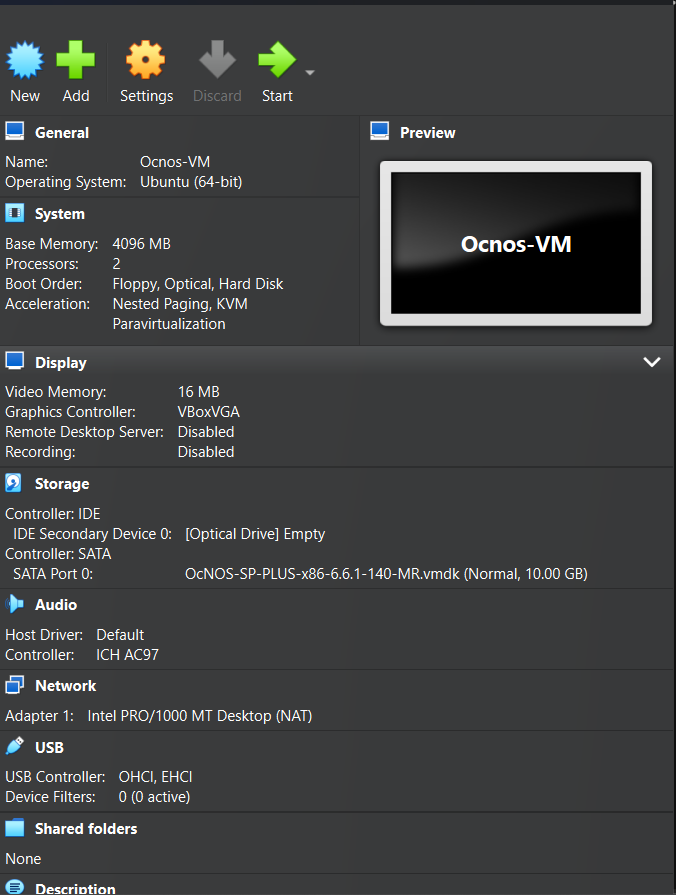 New Add Settings Discard Start
General
Name: Ocnos-VM
Operating System: Ubuntu (64-bit)
System
Base Memory: 4096 MB
Processors: 2
Boot Order: Floppy, Optical, Hard Disk
Acceleration: Nested Paging, KVM
Paravirtualization
Preview
Ocnos-VM
Display
Video Memory: 16 MB
Graphics Controller: VBoxVGA
Remote Desktop Server: Disabled
Recording: Disabled
Storage
Controller: IDE
IDE Secondary Device 0: [Optical Drive] Empty
Controller: SATA
SATA Port 0: OcNOS-SP-PLUS-x86-6.6.1-140-MR.vmdk (Normal, 10.00 GB)
Audio
Host Driver: Default
Controller: ICH AC97
Network
Adapter 1: Intel PRO/1000 MT Desktop (NAT)
USB
USB Controller: OHCI, EHCI
Device Filters: 0 (0 active)
Shared folders
None
Description